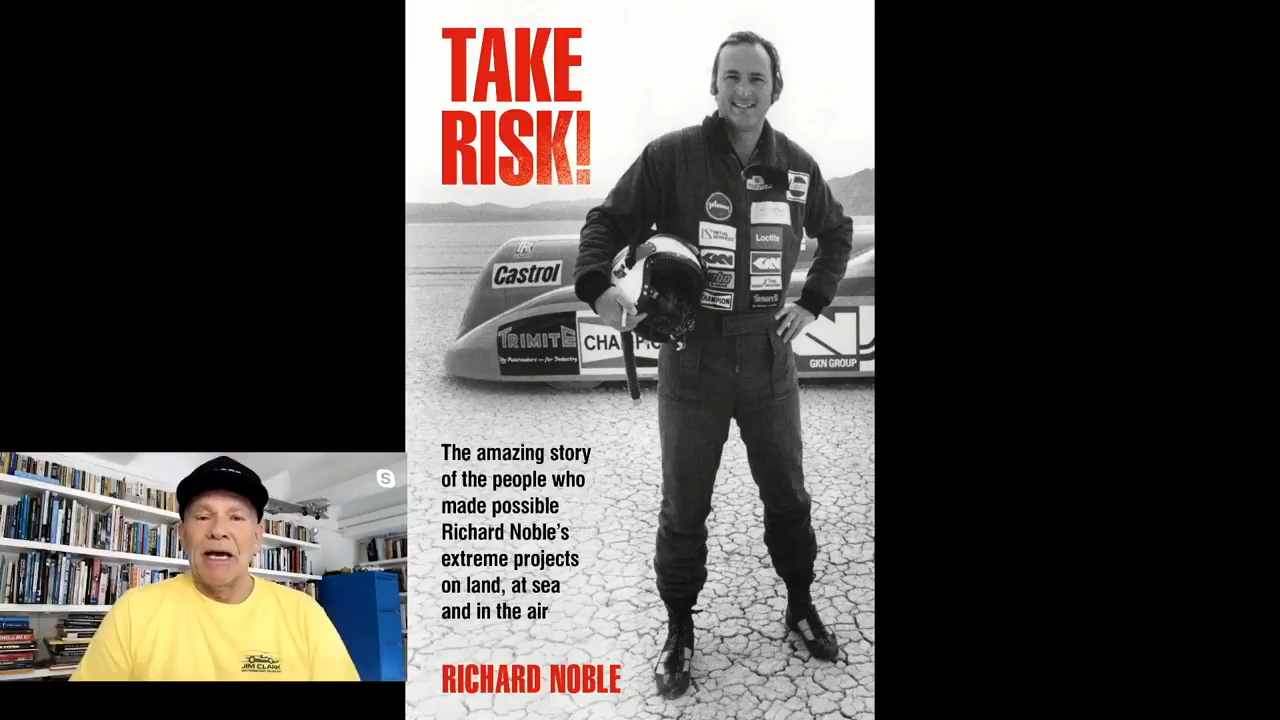 TAKE
RISK!
Castrol
TRIMITE
CHAMPIO
GKN GROUP
Loctite
GKN
CHAMPION
The amazing story
of the people who
made possible
Richard Noble's
extreme projects
on land, at sea
and in the air
RICHARD NOBLE
JIM CLARK